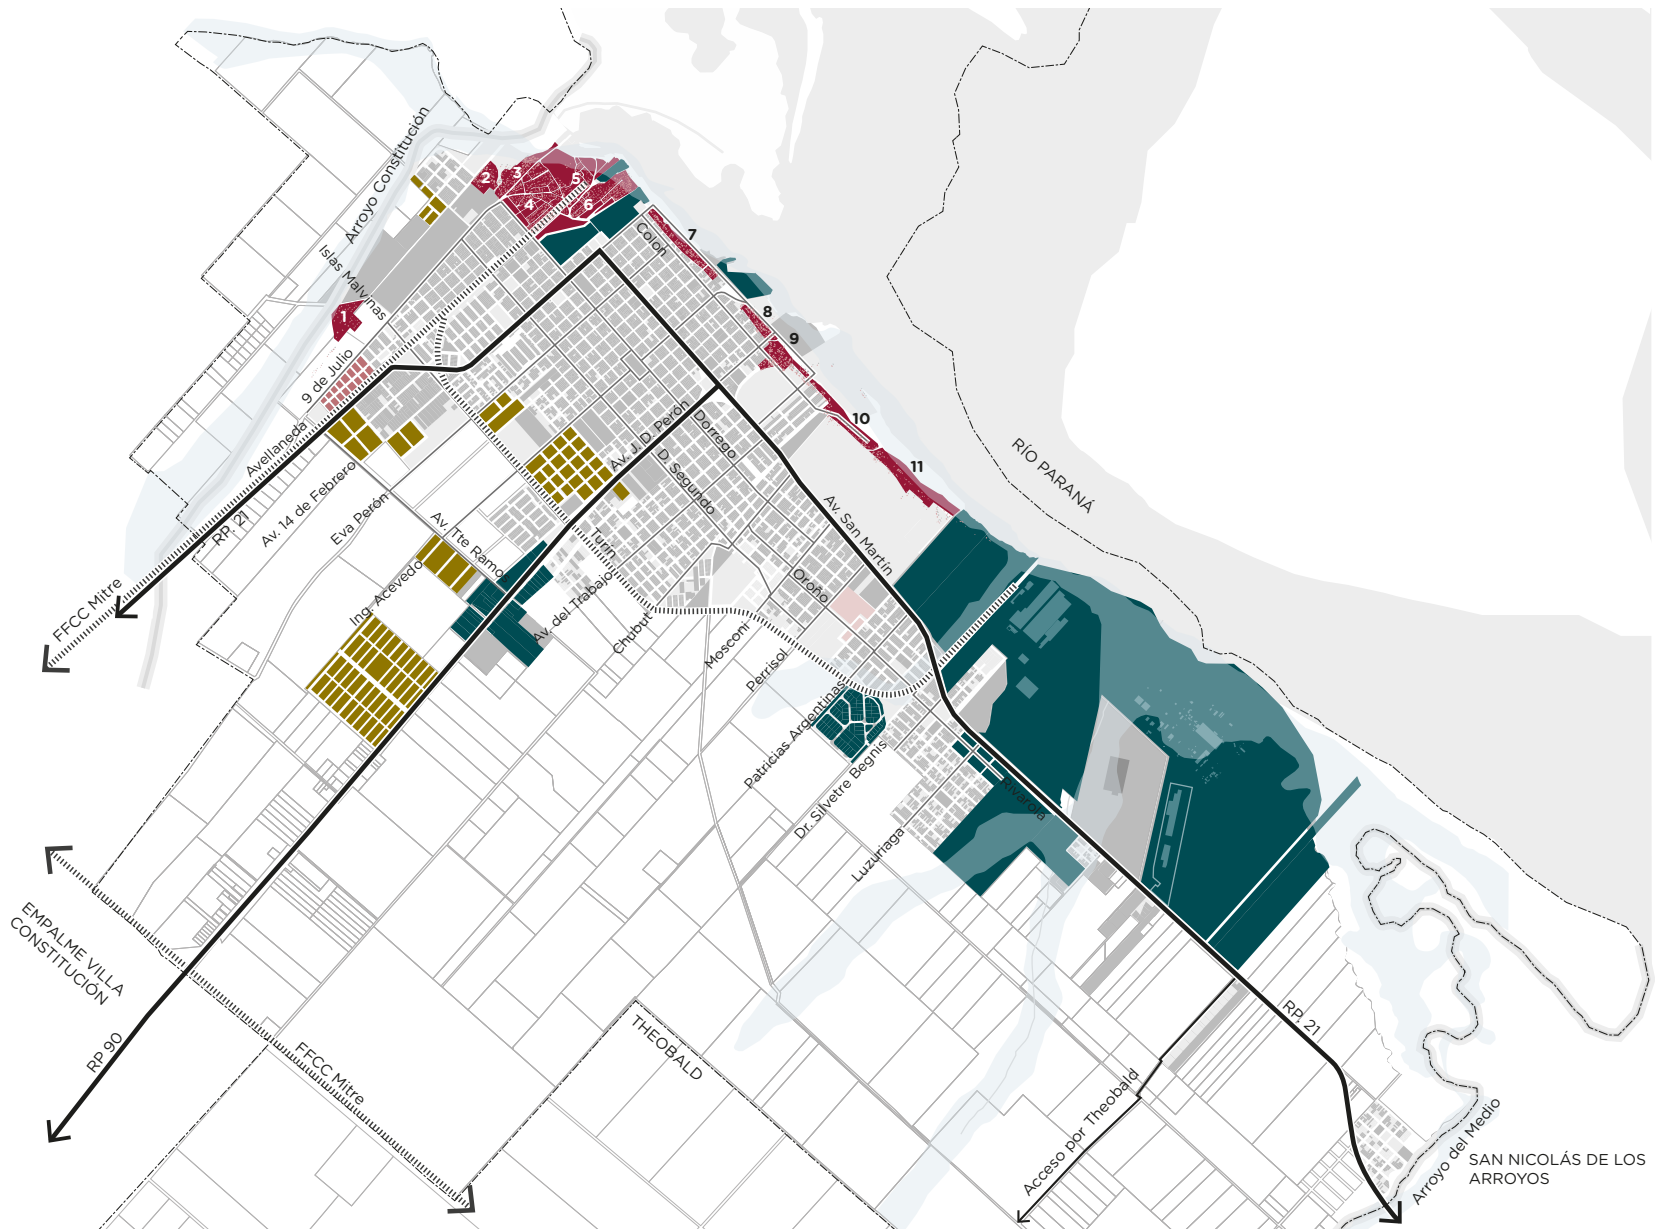 Arroyo Constitución
Islas Malvinas
2
3
5
4
6
1
7
Colon
8
9
10
11
RÍO PARANÁ
9 de Julio
Avellaneda
RP. 21
Av. 14 de Febrero
Eva Perón
Av. Tte Ramos
Ing. Acevedo
FFCC Mitre
Av. J. D. Perón
Dorrego
D. Segundo
Av. San Martín
Turín
Av. del Trabajo
Chubut
Mosconi
Perrisol
Oroño
Patricias Argentinas
Dr. Silvetre Begnis
Luzuriaga
Rivarola
EMPALME VILLA
CONSTITUCIÓN
RP 90
FFCC Mitre
THEOBALD
Acceso por Theobald
RP. 21
Arroyo del Medio
SAN NICOLÁS DE LOS
ARROYOS